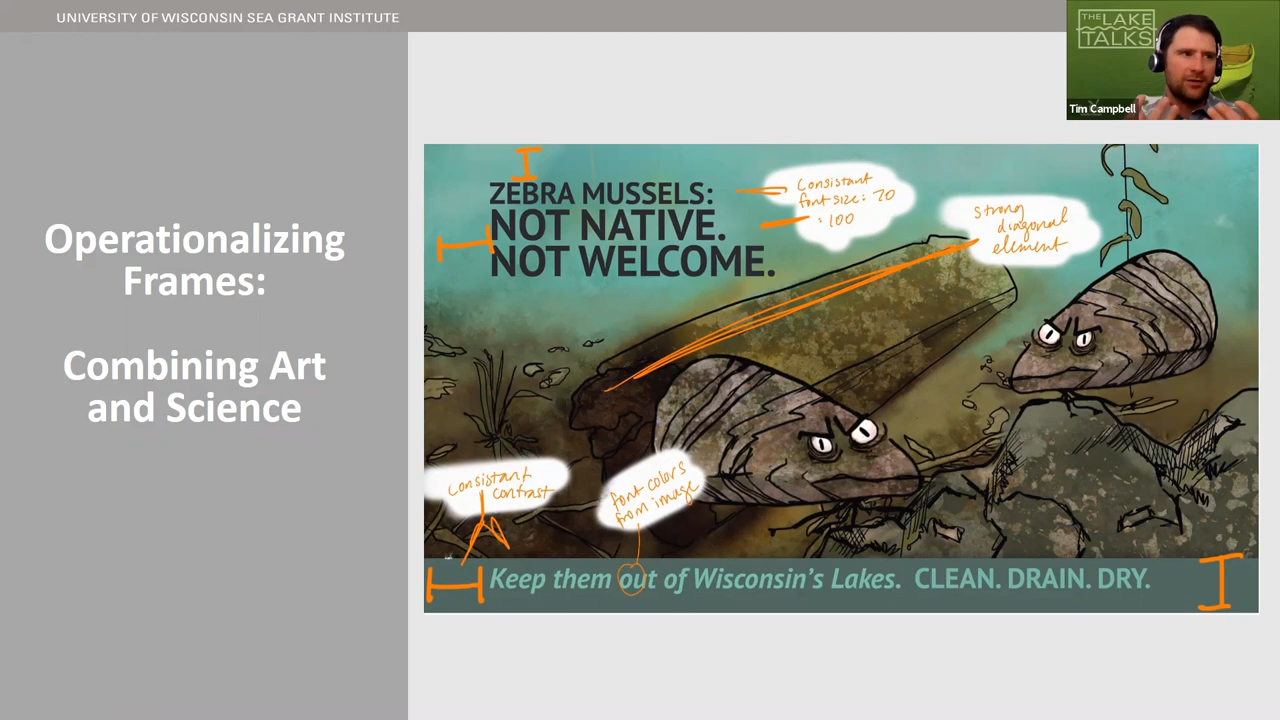 UNIVERSITY OF WISCONSIN SEA GRANT INSTITUTE
THE LAKE
TALKS
Tim Campbell
Operationalizing
Frames:
Combining Art
and Science
ZEBRA MUSSELS:
NOT NATIVE.
NOT WELCOME.
Consistant
font size: 70
: 100
strong
diagonal
element
Consistant
contrast
font colors
from image
Keep them out of Wisconsin's Lakes. CLEAN. DRAIN. DRY.